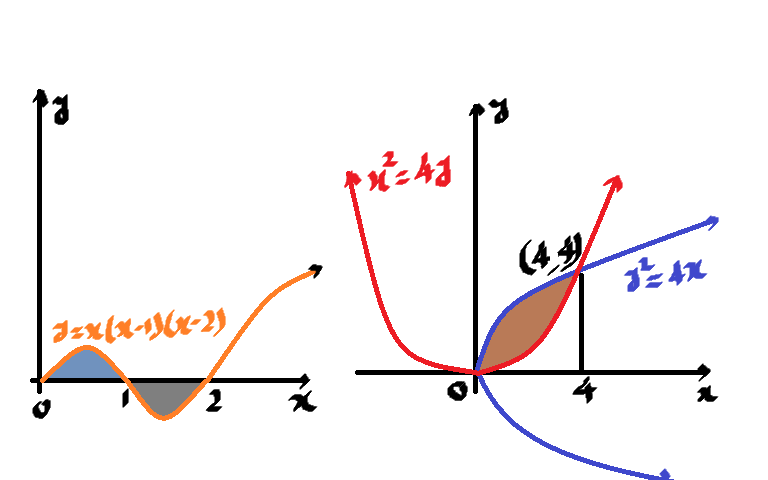 y
y=x(x-1)(x-2)
0
1
2
x
y
x²=4y
(4,4)
y²=4x
0
4
x